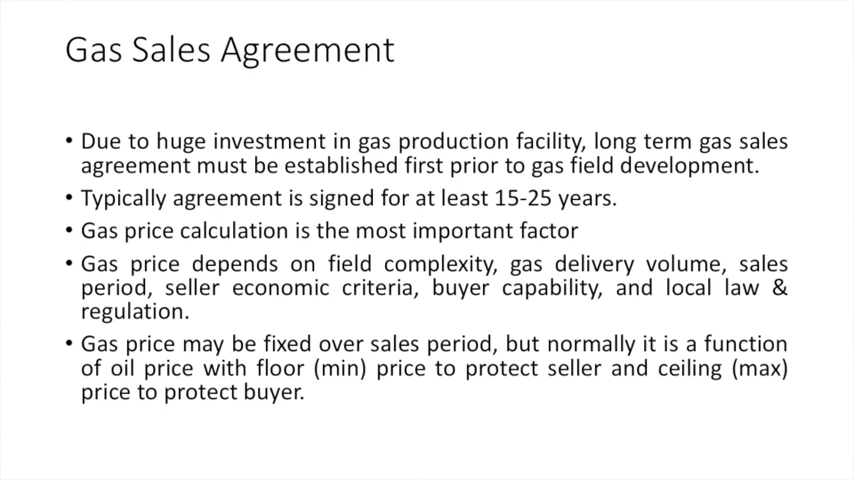 Gas Sales Agreement
• Due to huge investment in gas production facility, long term gas sales
agreement must be established first prior to gas field development.
• Typically agreement is signed for at least 15-25 years.
• Gas price calculation is the most important factor
• Gas price depends on field complexity, gas delivery volume, sales
period, seller economic criteria, buyer capability, and local law &
regulation.
• Gas price may be fixed over sales period, but normally it is a function
of oil price with floor (min) price to protect seller and ceiling (max)
price to protect buyer.